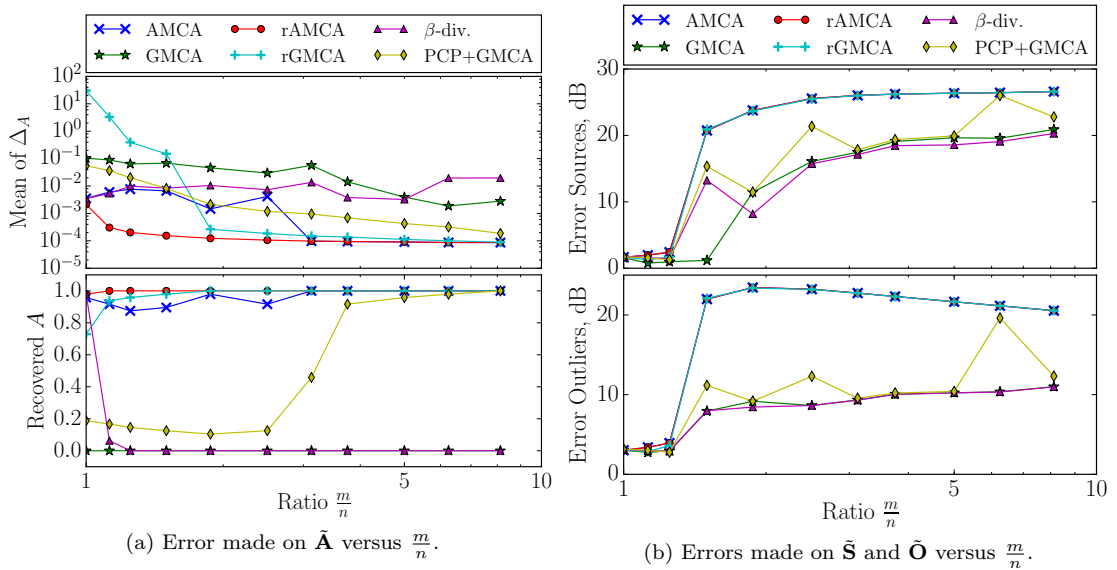 AMCA rAMCA β-div.
GMCA rGMCA PCP+GMCA
10^2
10^1
10^0
10^-1
10^-2
10^-3
10^-4
10^-5
Mean of Δ_A
1.0
0.8
0.6
0.4
0.2
0.0
Recovered A
1 5 10
Ratio m/n
(a) Error made on Ã versus m/n.
AMCA rAMCA β-div.
GMCA rGMCA PCP+GMCA
30
20
10
0
Error Sources, dB
20
10
0
Error Outliers, dB
1 5 10
Ratio m/n
(b) Errors made on S̃ and Õ versus m/n.